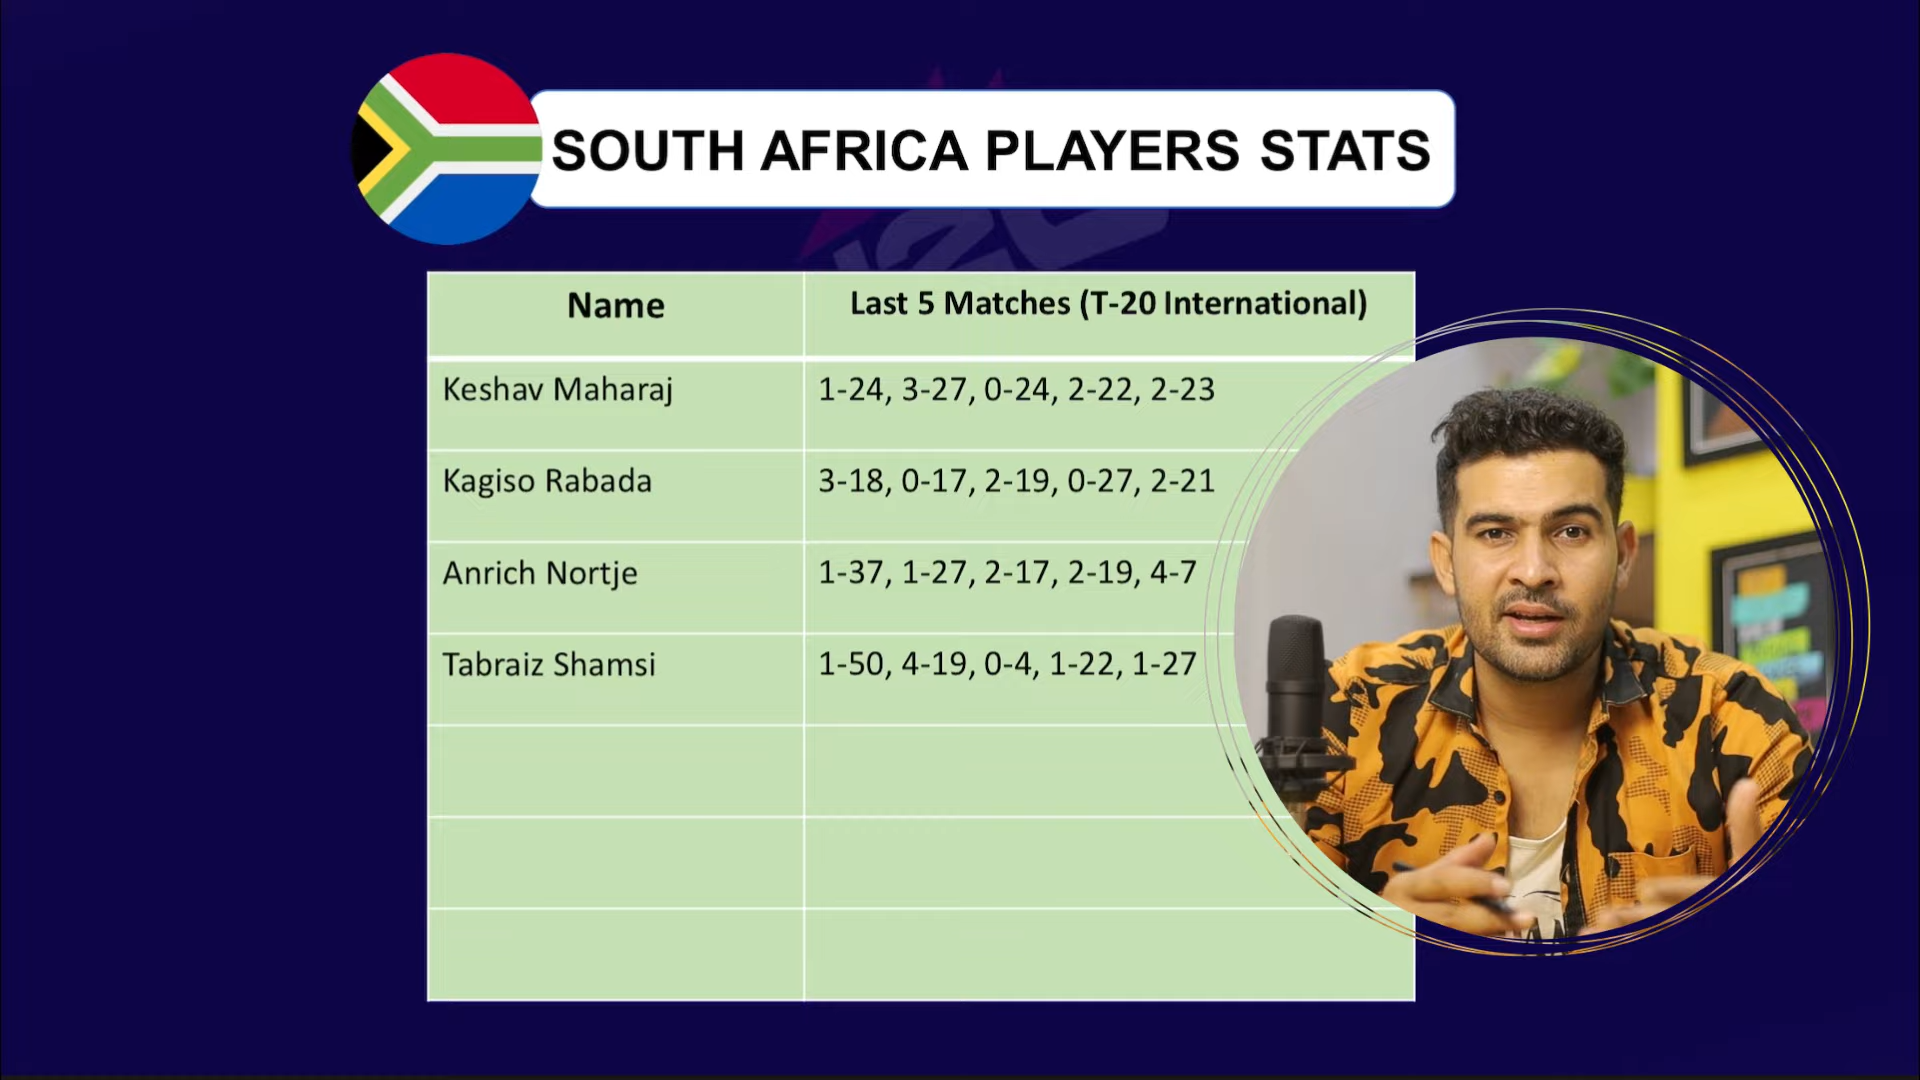 SOUTH AFRICA PLAYERS STATS
Name
Last 5 Matches (T-20 International)
Keshav Maharaj
1-24, 3-27, 0-24, 2-22, 2-23
Kagiso Rabada
3-18, 0-17, 2-19, 0-27, 2-21
Anrich Nortje
1-37, 1-27, 2-17, 2-19, 4-7
Tabraiz Shamsi
1-50, 4-19, 0-4, 1-22, 1-27